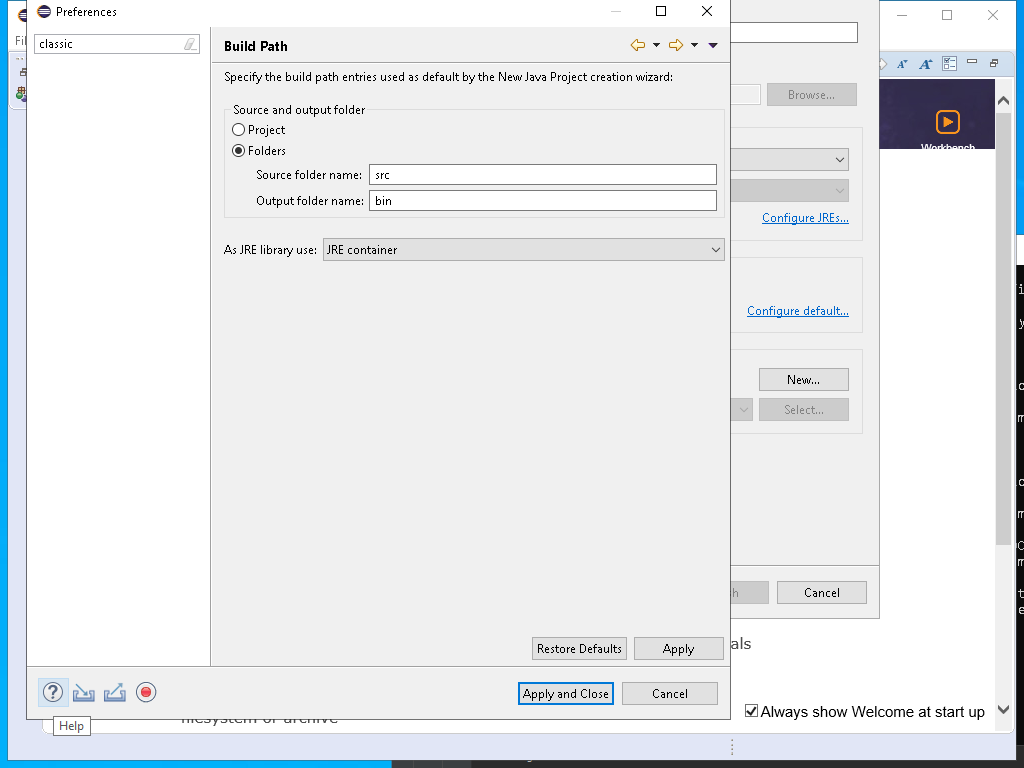 Preferences
Fil
classic
Build Path
Specify the build path entries used as default by the New Java Project creation wizard:
Source and output folder
Project
Folders
Source folder name: src
Output folder name: bin
As JRE library use: JRE container
Restore Defaults
Apply
Apply and Close
Cancel
Help
Browse...
Configure JREs...
Configure default...
New...
Select...
Cancel
Workbench
als
filesystem or archive
Always show Welcome at start up